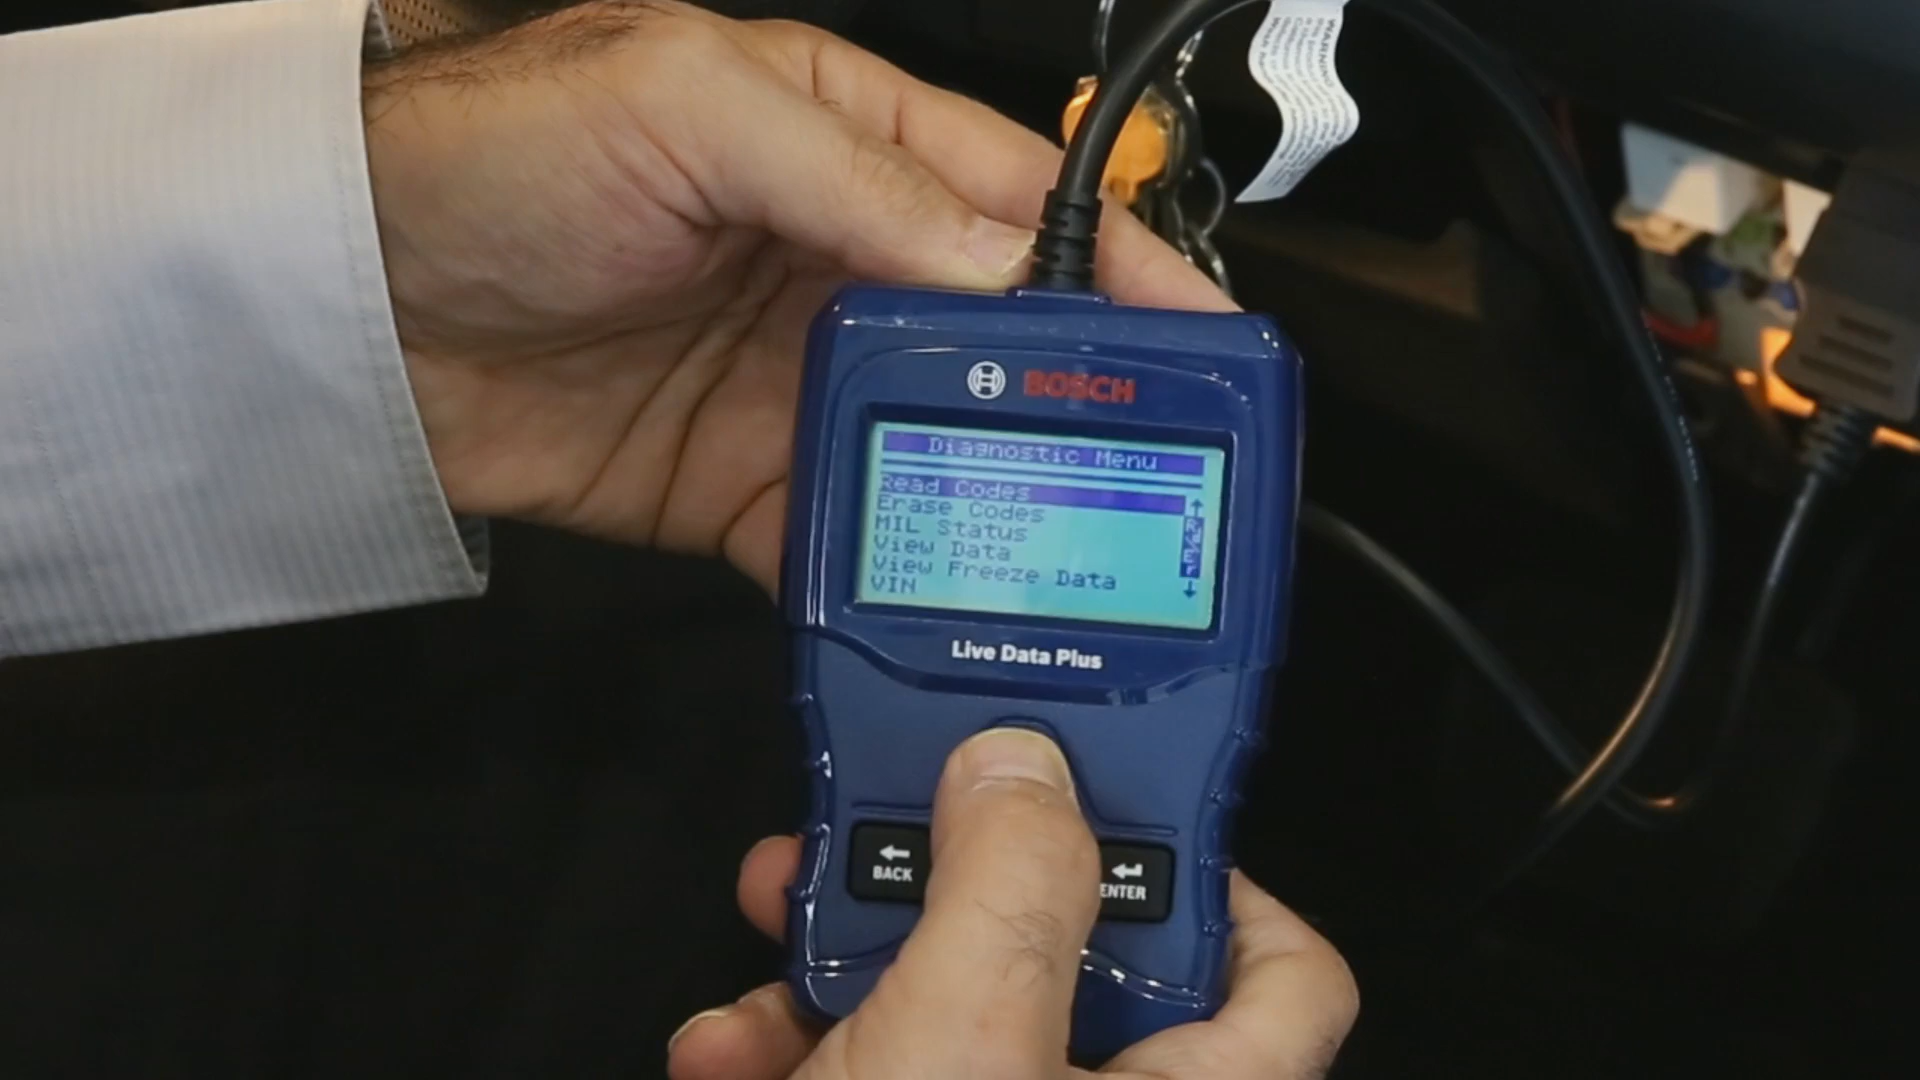 WARNING:
BOSCH
Diagnostic Menu
Read Codes
Erase Codes
MIL Status
View Data
View Freeze Data
VIN
Live Data Plus
BACK
ENTER